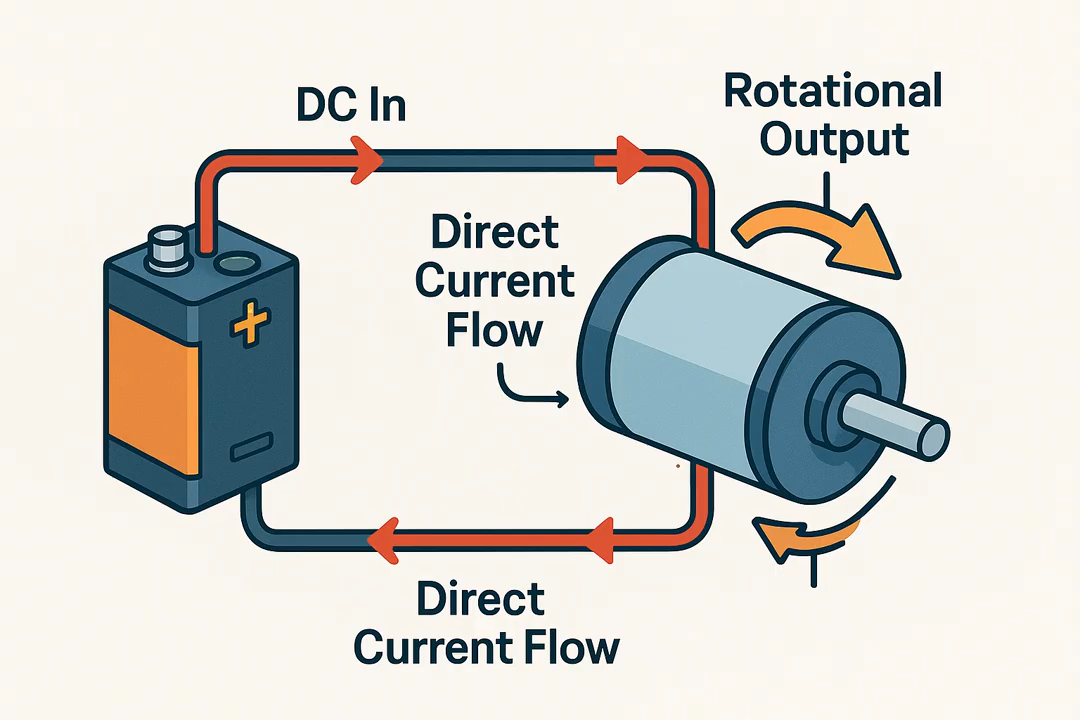 DC In
Rotational
Output
Direct
Current
Flow
+
-
Direct
Current Flow